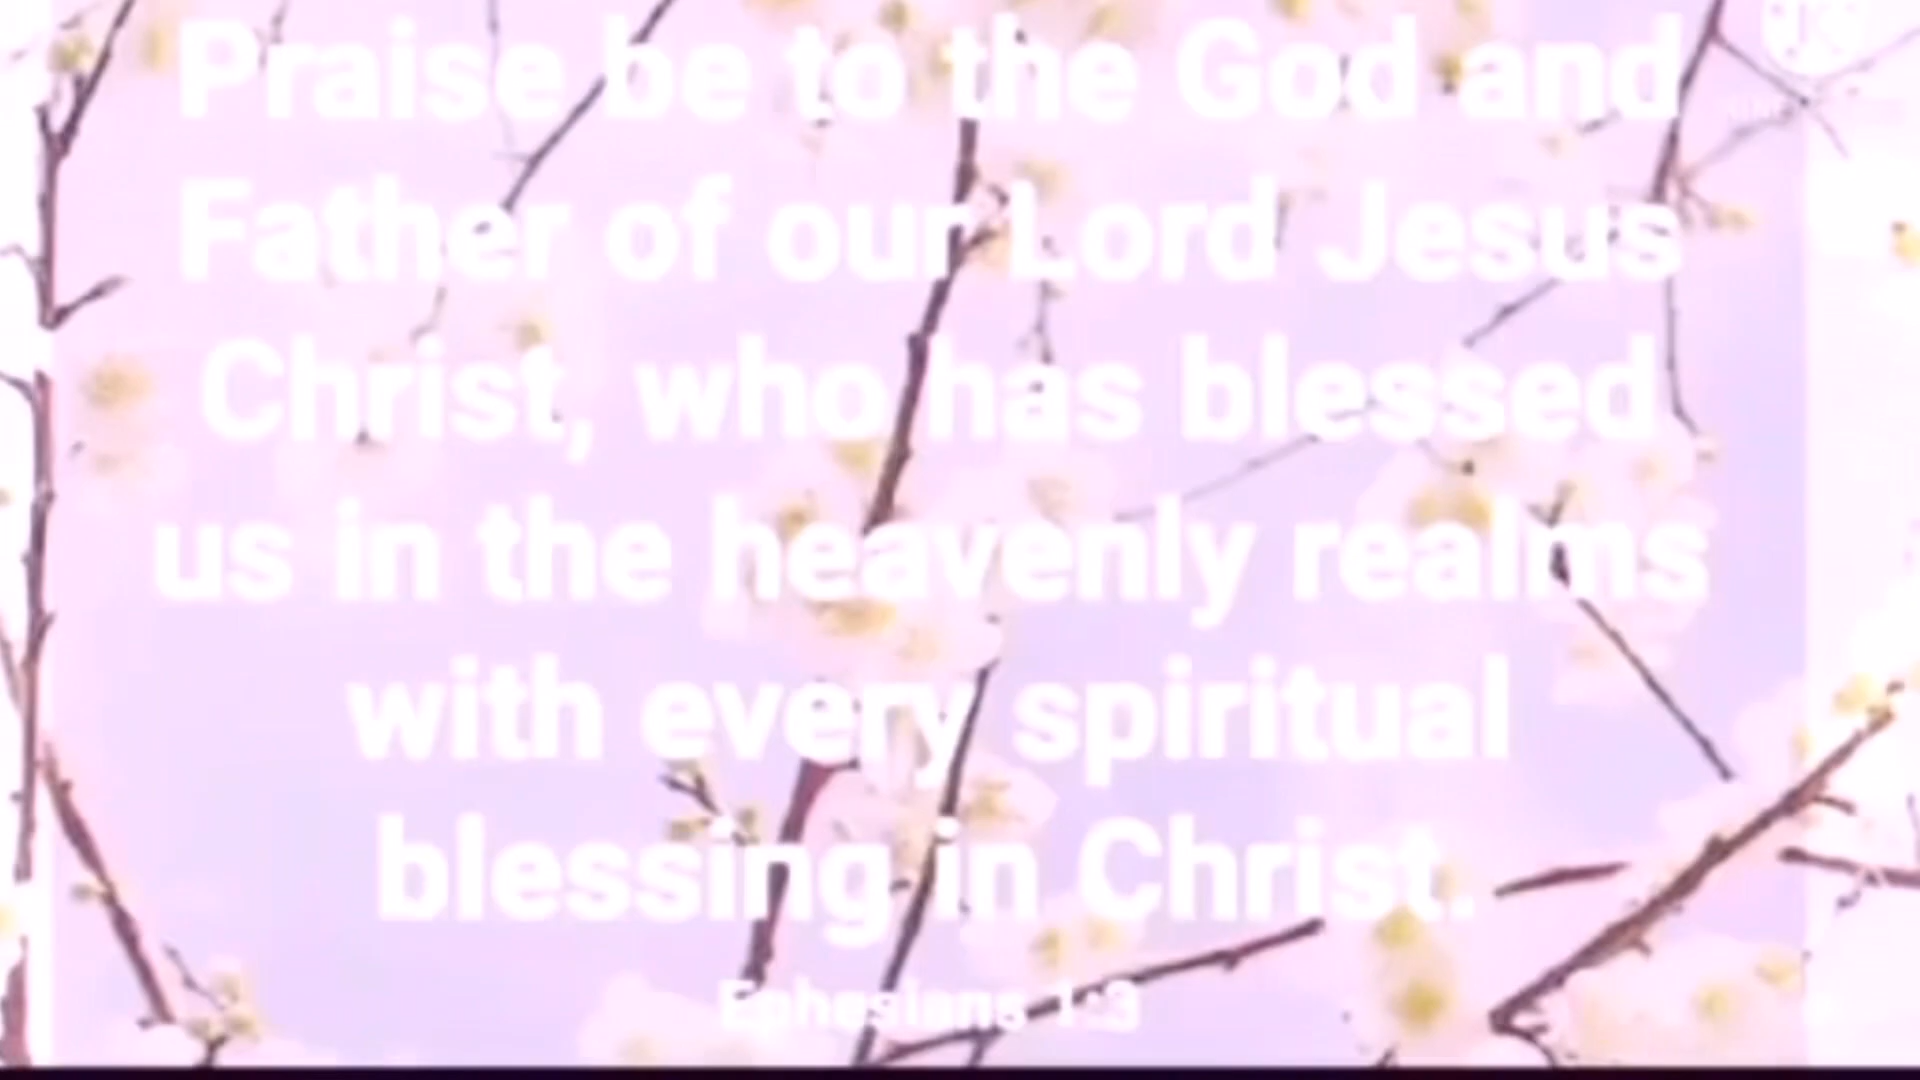 Praise be to the God and
Father of our Lord Jesus
Christ, who has blessed
us in the heavenly realms
with every spiritual
blessing in Christ.
Ephesians 1:3